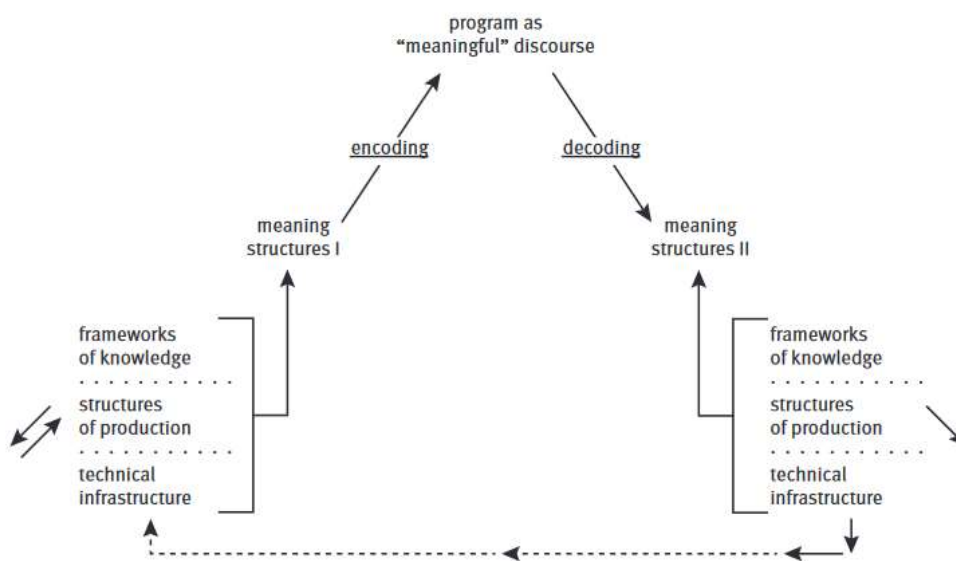 program as
“meaningful” discourse
encoding
decoding
meaning
structures I
meaning
structures II
frameworks
of knowledge
structures
of production
technical
infrastructure
frameworks
of knowledge
structures
of production
technical
infrastructure